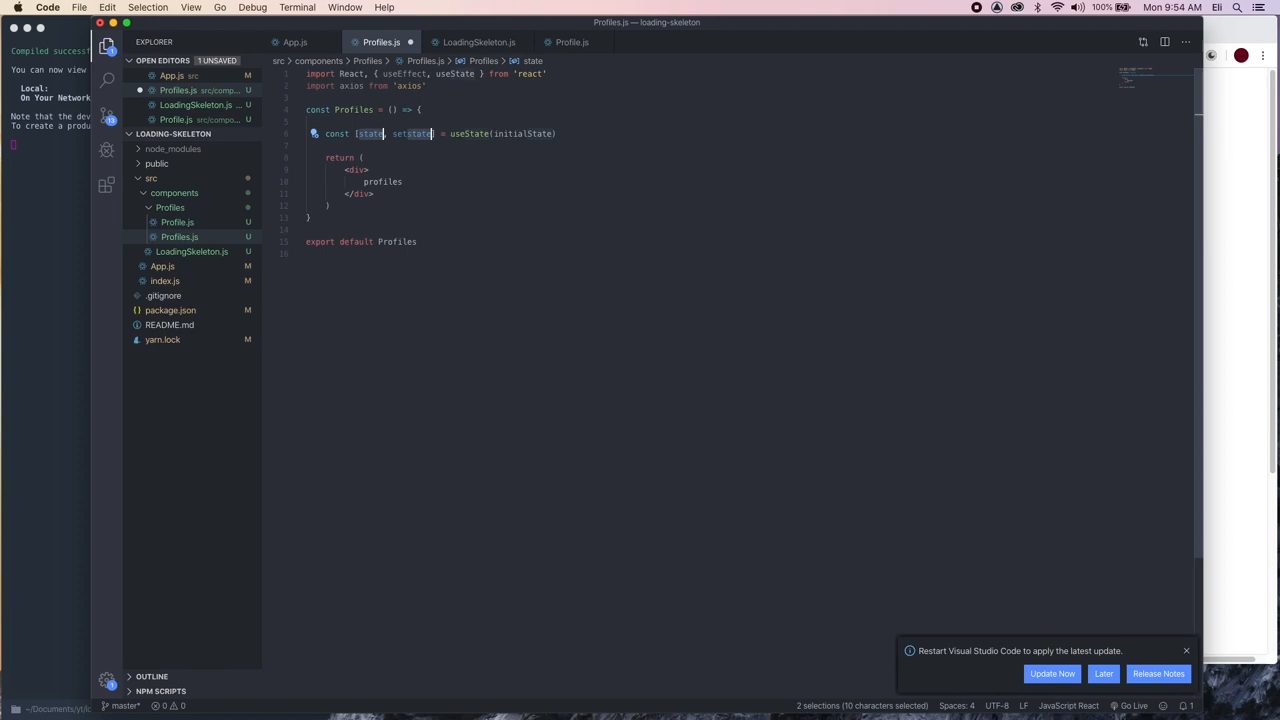 Code File Edit Selection View Go Debug Terminal Window Help 100% Mon 9:54 AM Eli
Profiles.js — loading-skeleton
Compiled successf
You can now view
Local:
On Your Network
Note that the dev
To create a produ
~/Documents/yt/l
EXPLORER
OPEN EDITORS 1 UNSAVED
App.js src
Profiles.js src/comp... 
LoadingSkeleton.js ... U
Profile.js src/compo... U
LOADING-SKELETON
node_modules
public
src
components
Profiles
Profile.js U
Profiles.js U
LoadingSkeleton.js U
App.js M
index.js M
.gitignore
package.json M
README.md
yarn.lock M
OUTLINE
NPM SCRIPTS
App.js Profiles.js LoadingSkeleton.js Profile.js
src > components > Profiles > Profiles.js > Profiles > state
1 import React, { useEffect, useState } from 'react'
2 import axios from 'axios'
3
4 const Profiles = () => {
5
6 const [state, setstate] = useState(initialState)
7
8 return (
9 <div>
10 profiles
11 </div>
12 )
13 }
14
15 export default Profiles
16
Restart Visual Studio Code to apply the latest update.
Update Now Later Release Notes
master* 0 0 2 selections (10 characters selected) Spaces: 4 UTF-8 LF JavaScript React Go Live 1